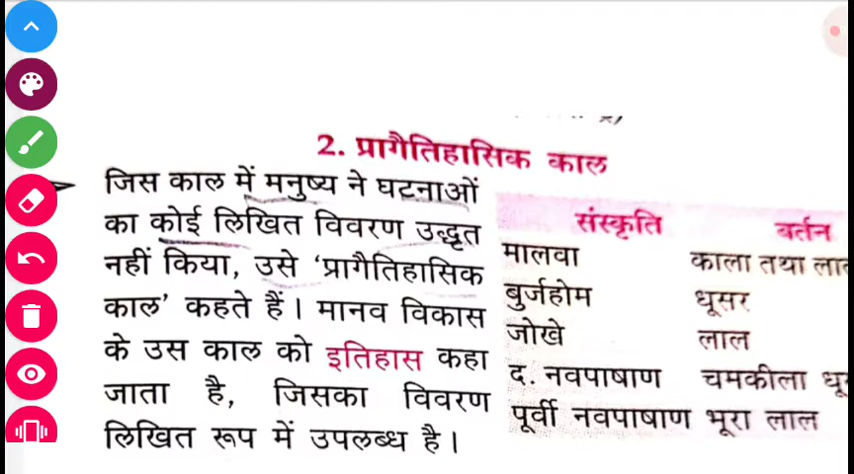 2. प्रागैतिहासिक काल
जिस काल में मनुष्य ने घटनाओं
का कोई लिखित विवरण उद्धृत
नहीं किया, उसे ‘प्रागैतिहासिक
काल’ कहते हैं। मानव विकास
के उस काल को इतिहास कहा
जाता है, जिसका विवरण
लिखित रूप में उपलब्ध है।
संस्कृति बर्तन
मालवा काला तथा
बुर्जहोम धूसर
जोखे लाल
द. नवपाषाण चमकीला
पूर्वी नवपाषाण भूरा लाल